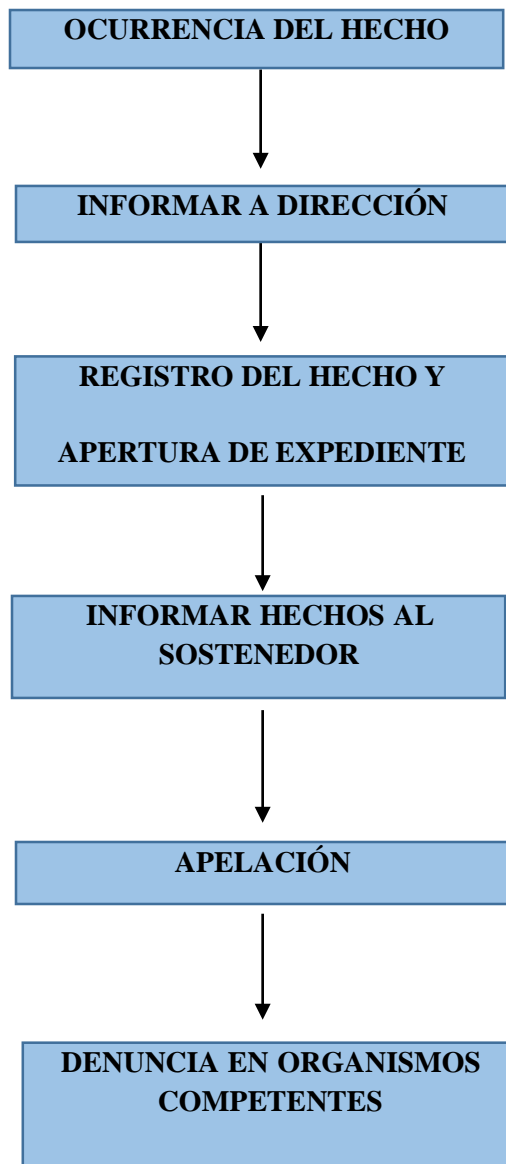 OCURRENCIA DEL HECHO
INFORMAR A DIRECCIÓN
REGISTRO DEL HECHO Y
APERTURA DE EXPEDIENTE
INFORMAR HECHOS AL
SOSTENEDOR
APELACIÓN
DENUNCIA EN ORGANISMOS
COMPETENTES